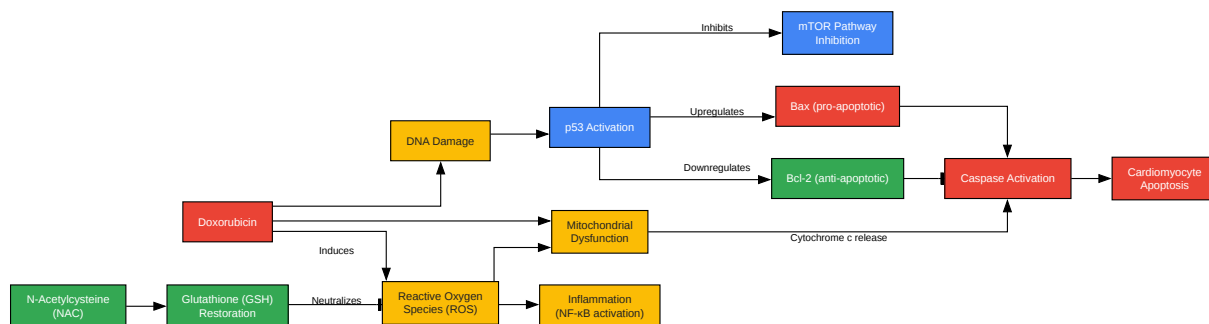 Inhibits
mTOR Pathway
Inhibition
Bax (pro-apoptotic)
Upregulates
p53 Activation
DNA Damage
Downregulates
Bcl-2 (anti-apoptotic)
Caspase Activation
Cardiomyocyte
Apoptosis
Doxorubicin
Mitochondrial
Dysfunction
Cytochrome c release
Induces
N-Acetylcysteine
(NAC)
Glutathione (GSH)
Restoration
Neutralizes
Reactive Oxygen
Species (ROS)
Inflammation
(NF-κB activation)